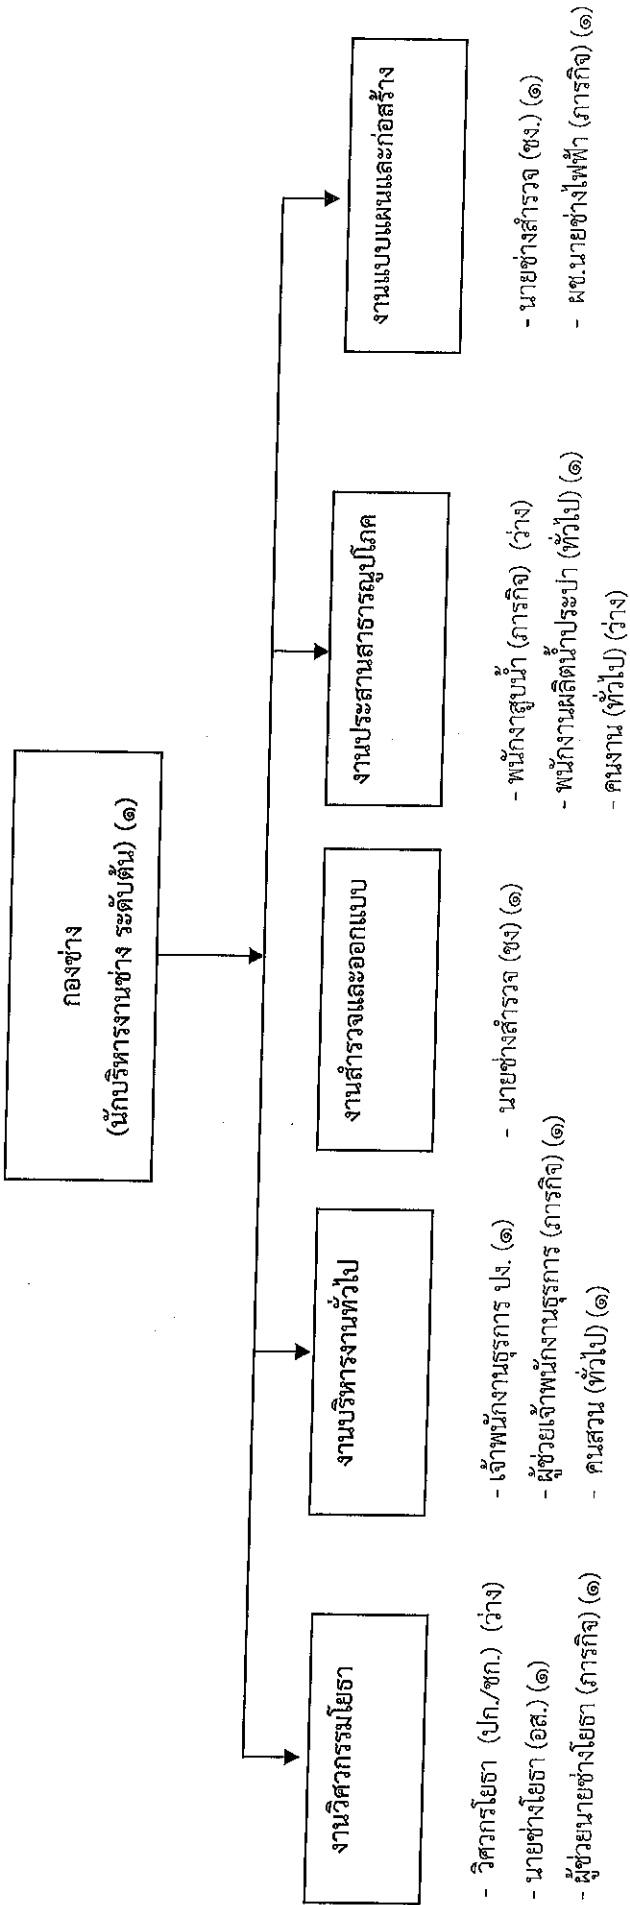 กองช่าง
(นักบริหารงานช่าง ระดับต้น) (๑)
งานวิศวกรรมโยธา
- วิศวกรโยธา (ปก./ชก.) (ว่าง)
- นายช่างโยธา (อส.) (๑)
- ผู้ช่วยนายช่างโยธา (ภารกิจ) (๑)
งานบริหารงานทั่วไป
- เจ้าพนักงานธุรการ ปง. (๑)
- ผู้ช่วยเจ้าพนักงานธุรการ (ภารกิจ) (๑)
- คนสวน (ทั่วไป) (๑)
งานสำรวจและออกแบบ
- นายช่างสำรวจ (ชง) (๑)
งานประสานสาธารณูปโภค
- พนักงาสูบน้ำ (ภารกิจ) (ว่าง)
- พนักงานผลิตน้ำประปา (ทั่วไป) (๑)
- คนงาน (ทั่วไป) (ว่าง)
งานแบบแผนและก่อสร้าง
- นายช่างสำรวจ (ชง.) (๑)
- ผช.นายช่างไฟฟ้า (ภารกิจ) (๑)